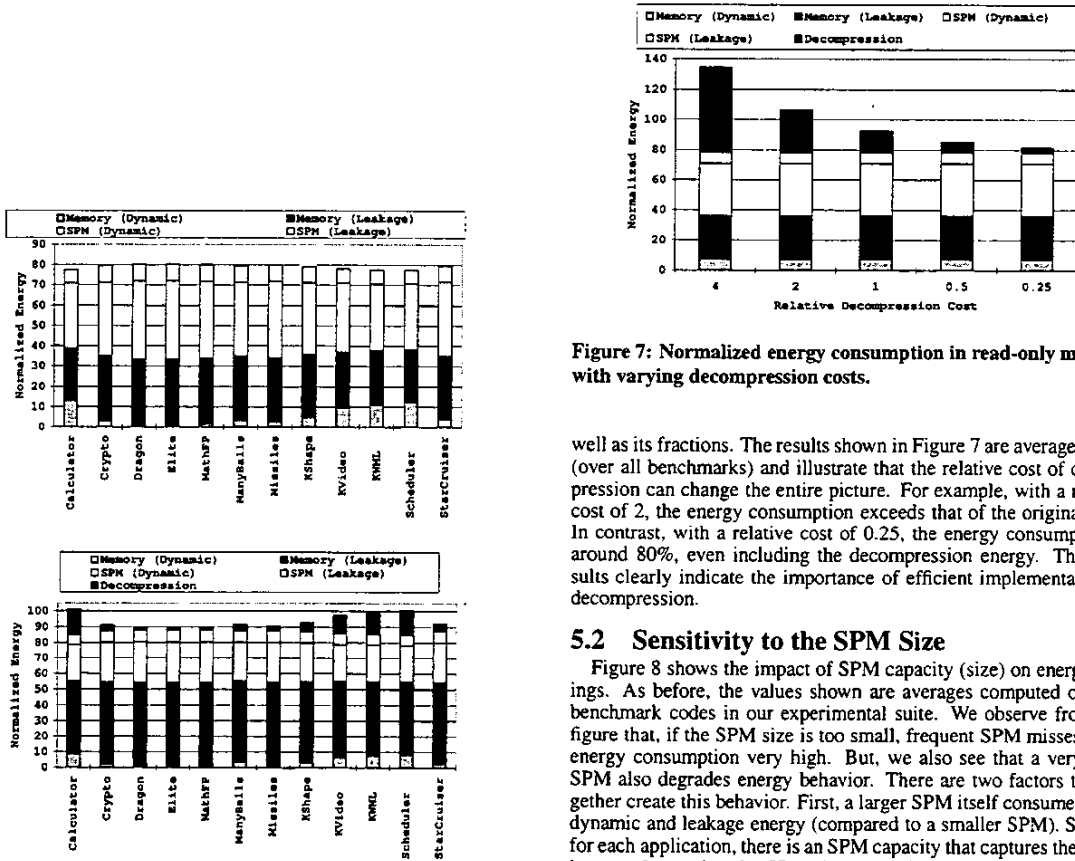 □Memory (Dynamic) ■Memory (Leakage)
□SPM (Dynamic) □SPM (Leakage)
90
80
70
60
50
40
30
20
10
0
Normalized Energy
Calculator
Crypto
Dragon
Elite
MathFP
ManyBalls
Missiles
KShape
KVideo
KWML
Scheduler
StarCruiser
□Memory (Dynamic) ■Memory (Leakage)
□SPM (Dynamic) □SPM (Leakage)
■Decompression
100
90
80
70
60
50
40
30
20
10
0
Normalized Energy
Calculator
Crypto
Dragon
Elite
MathFP
ManyBalls
Missiles
KShape
KVideo
KWML
Scheduler
StarCruiser
□Memory (Dynamic) ■Memory (Leakage) □SPM (Dynamic)
□SPM (Leakage) ■Decompression
140
120
100
80
60
40
20
0
Normalized Energy
4 2 1 0.5 0.25
Relative Decompression Cost
Figure 7: Normalized energy consumption in read-only m
with varying decompression costs.
well as its fractions. The results shown in Figure 7 are average
(over all benchmarks) and illustrate that the relative cost of
pression can change the entire picture. For example, with a
cost of 2, the energy consumption exceeds that of the origina
In contrast, with a relative cost of 0.25, the energy consump
around 80%, even including the decompression energy. Th
sults clearly indicate the importance of efficient implementa
decompression.
5.2 Sensitivity to the SPM Size
Figure 8 shows the impact of SPM capacity (size) on energ
ings. As before, the values shown are averages computed o
benchmark codes in our experimental suite. We observe fro
figure that, if the SPM size is too small, frequent SPM misses
energy consumption very high. But, we also see that a very
SPM also degrades energy behavior. There are two factors t
gether create this behavior. First, a larger SPM itself consume
dynamic and leakage energy (compared to a smaller SPM). S
for each application, there is an SPM capacity that captures the